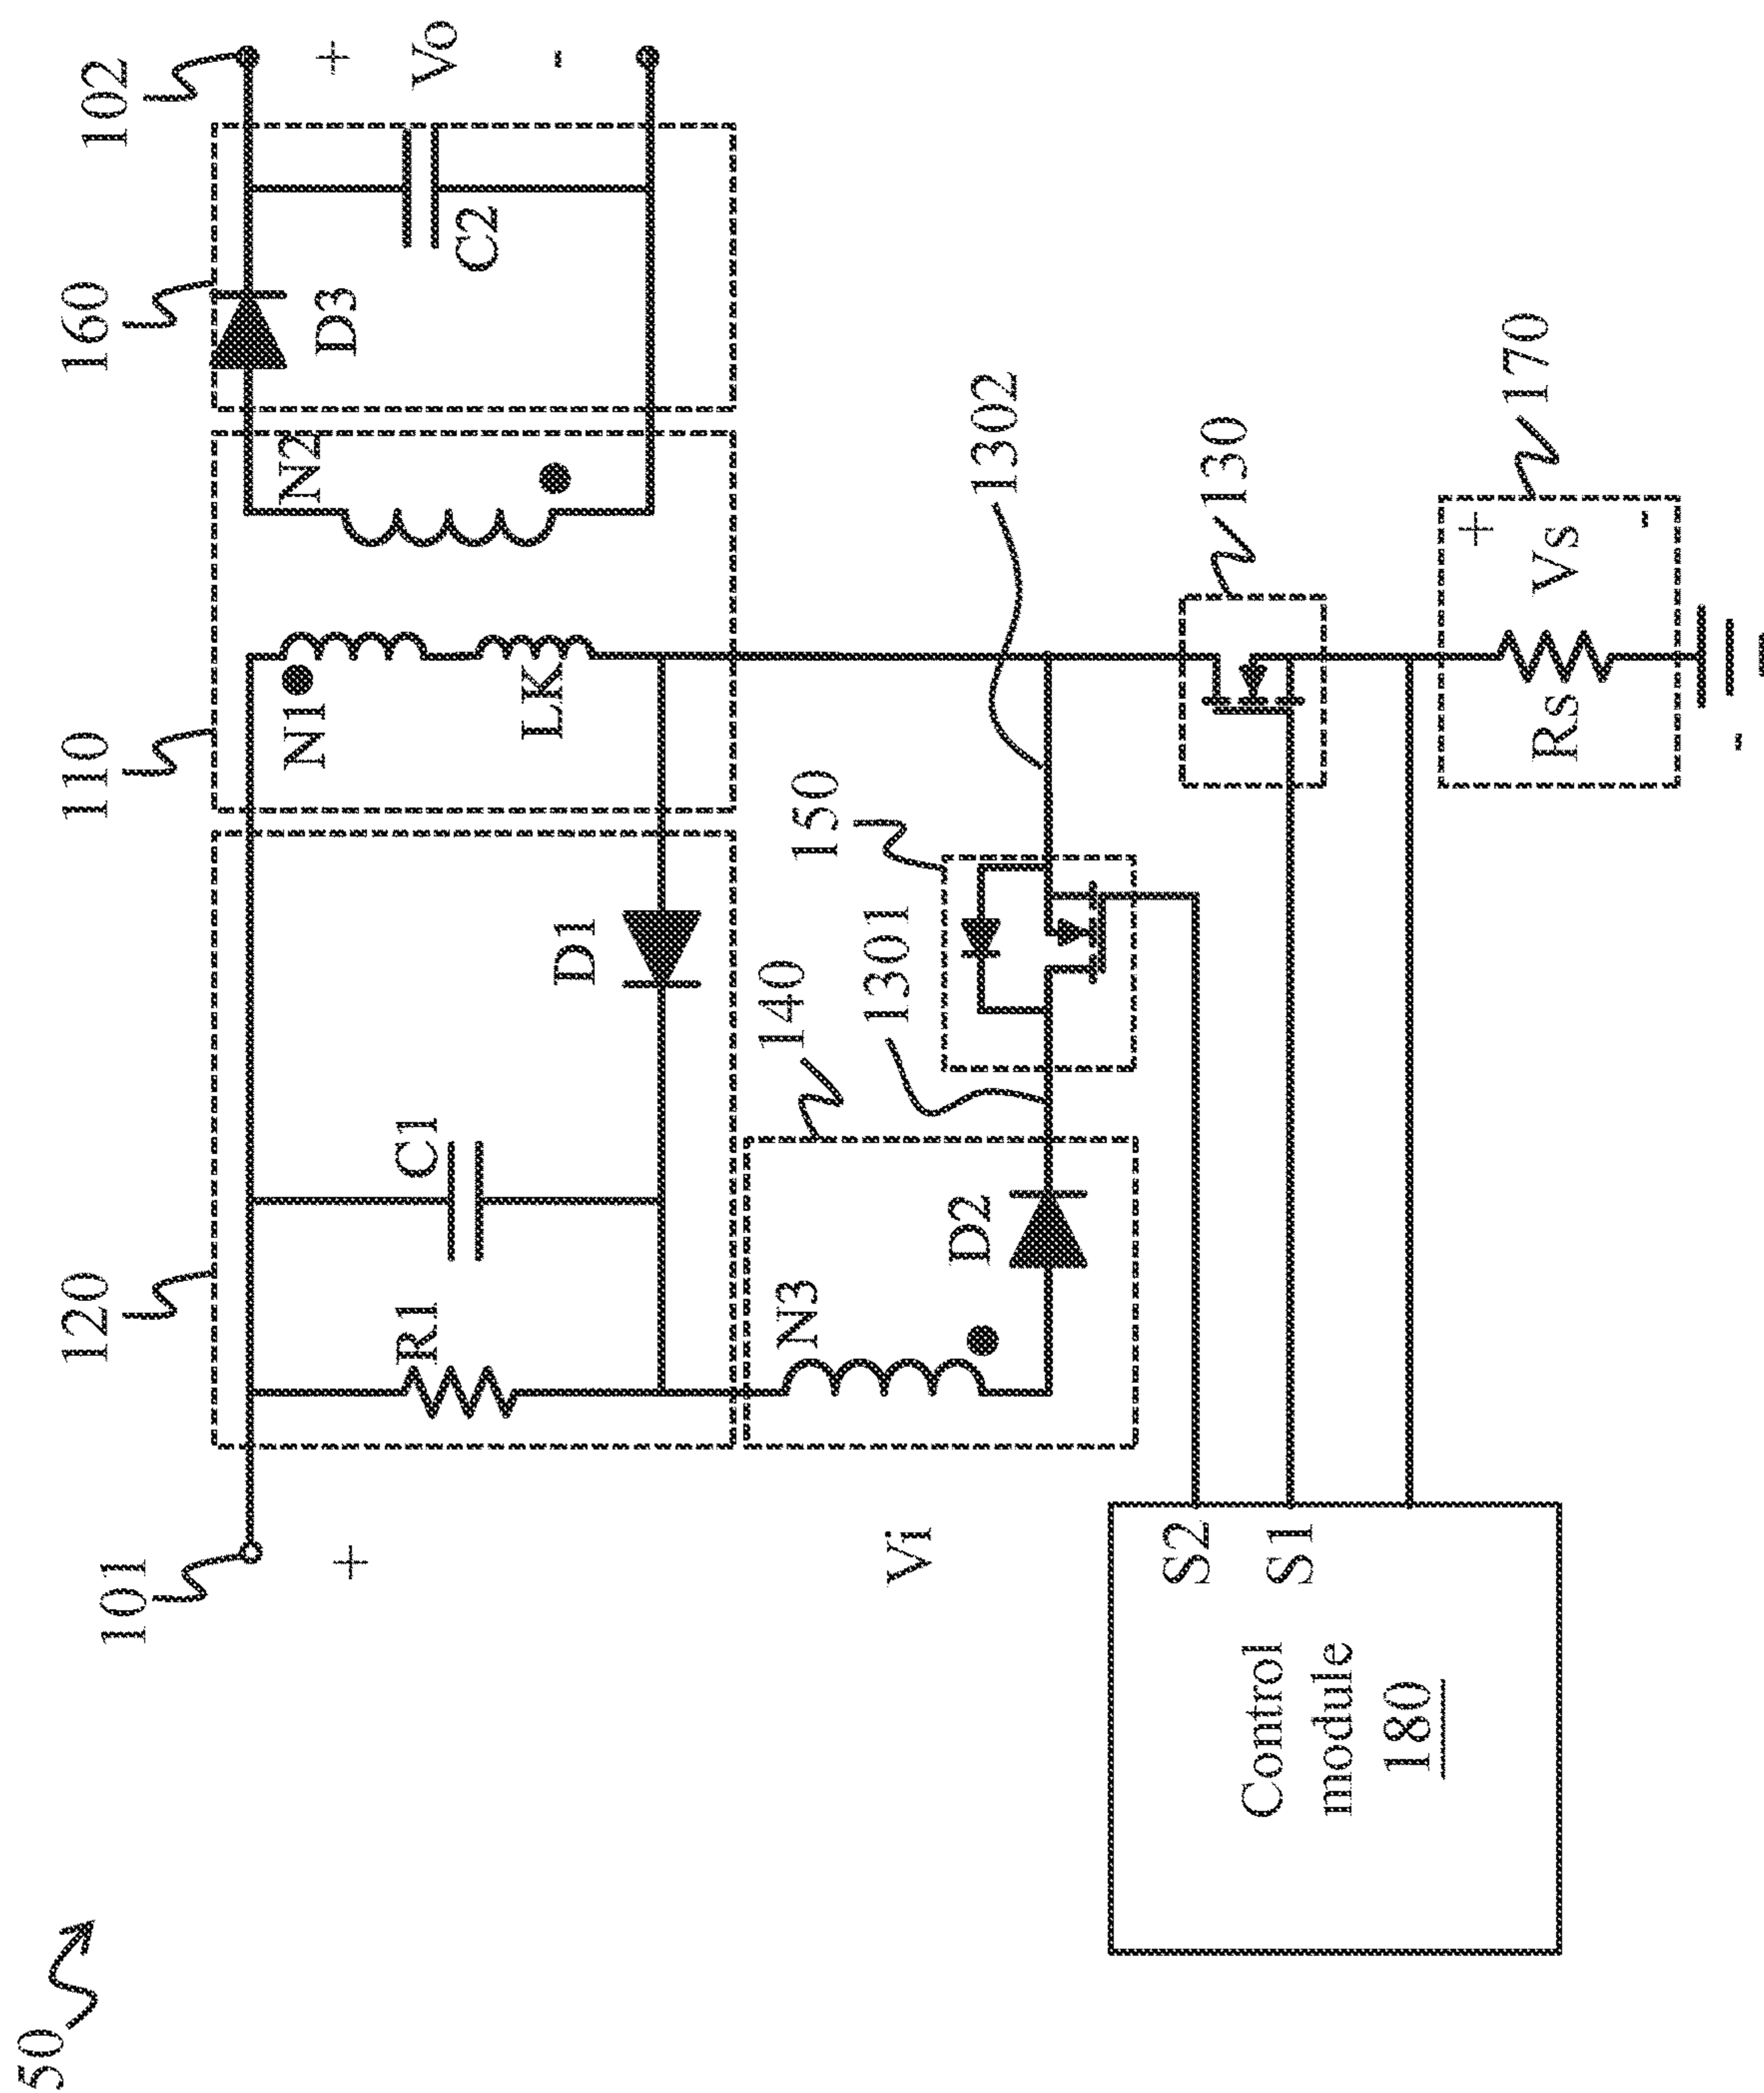 50
101
120
110
160
102
+
R1
C1
D1
N1
LK
N2
D3
C2
+
Vo
-
Vi
N3
D2
140
1301
150
1302
130
170
S2
S1
Control
module
180
Rs
+
Vs
-
-